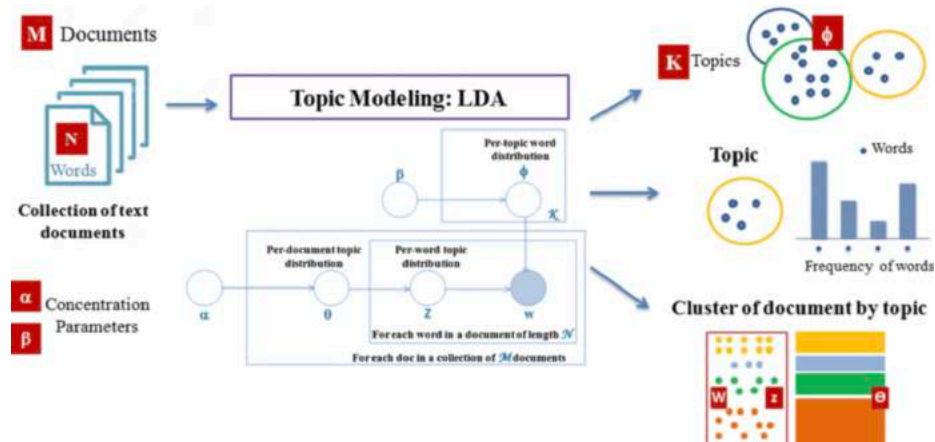 M Documents
N
Words
Collection of text
documents
α Concentration
β Parameters
Topic Modeling: LDA
Per-topic word
distribution
β
ϕ
K
Per-document topic
distribution
Per-word topic
distribution
α
θ
Z
w
For each word in a document of length N
For each doc in a collection of M documents
K Topics
ϕ
Topic
Words
Frequency of words
Cluster of document by topic
W
z
Θ